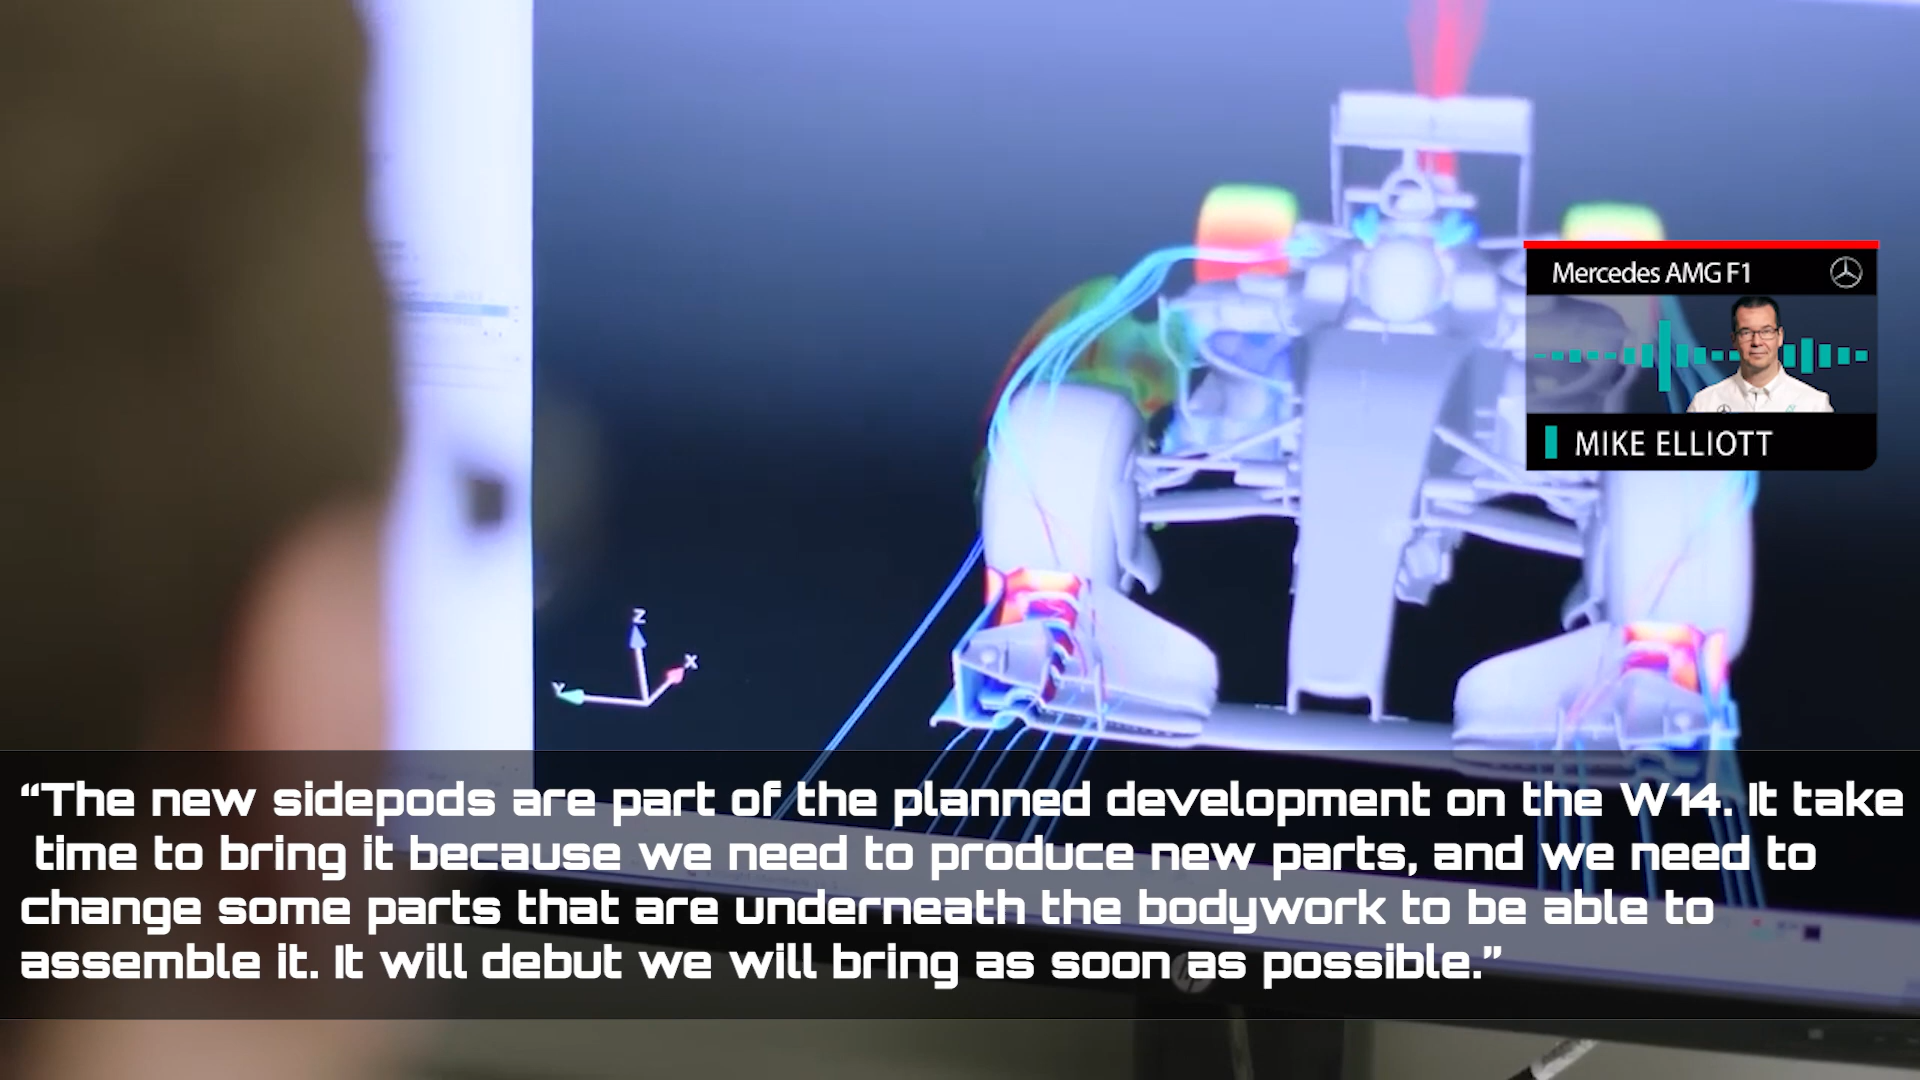 Mercedes AMG F1
MIKE ELLIOTT
Z
X
Y
“The new sidepods are part of the planned development on the W14. It take
time to bring it because we need to produce new parts, and we need to
change some parts that are underneath the bodywork to be able to
assemble it. It will debut we will bring as soon as possible.”
hp